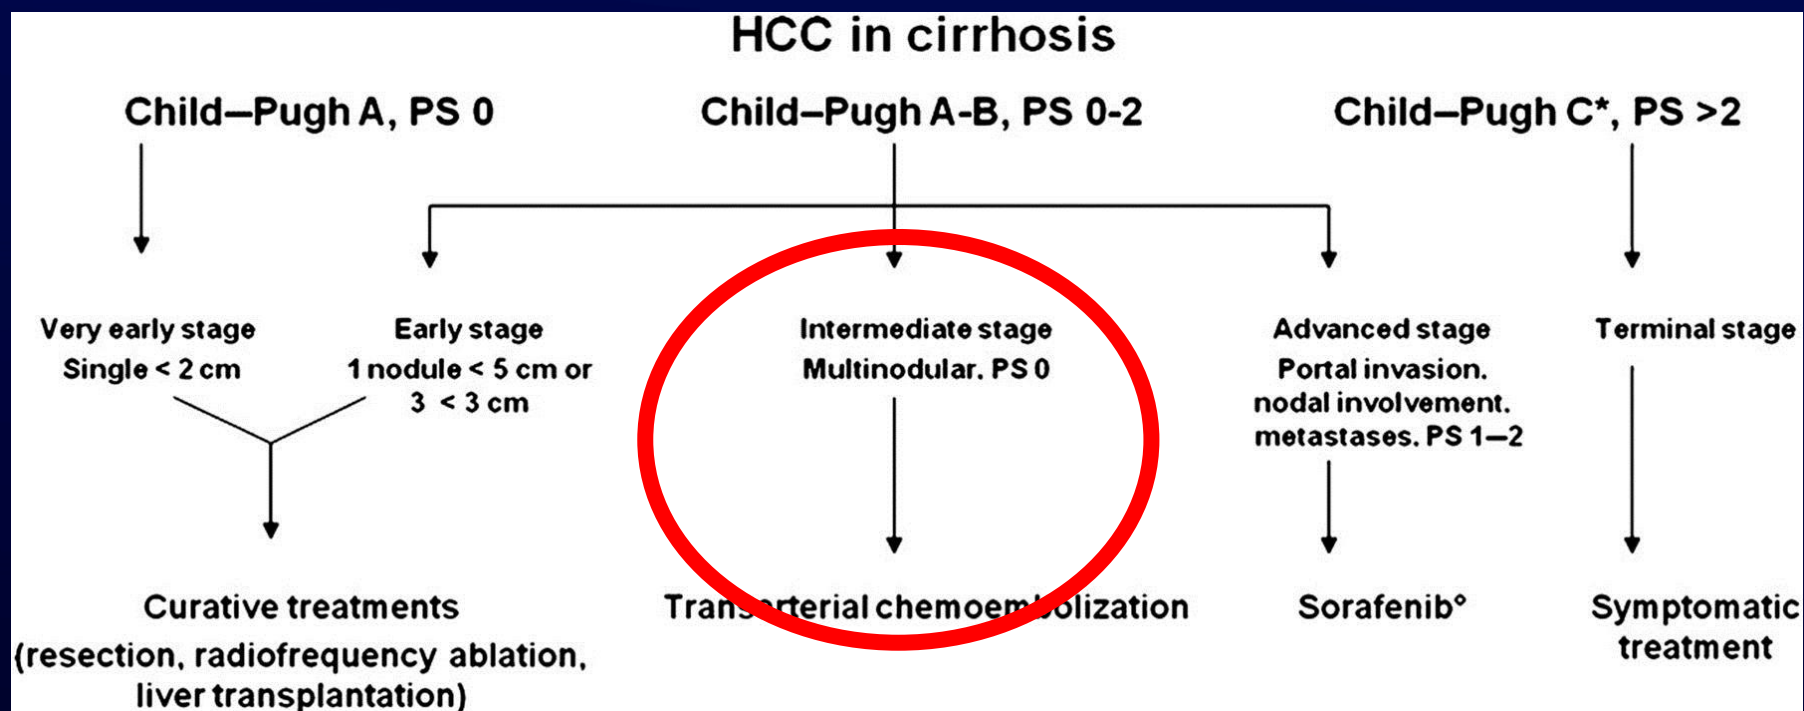 HCC in cirrhosis
Child–Pugh A, PS 0
Child–Pugh A-B, PS 0-2
Child–Pugh C*, PS >2
Very early stage
Single < 2 cm
Early stage
1 nodule < 5 cm or
3 < 3 cm
Intermediate stage
Multinodular. PS 0
Advanced stage
Portal invasion.
nodal involvement.
metastases. PS 1–2
Terminal stage
Curative treatments
(resection, radiofrequency ablation,
liver transplantation)
Transarterial chemoembolization
Sorafenib°
Symptomatic
treatment